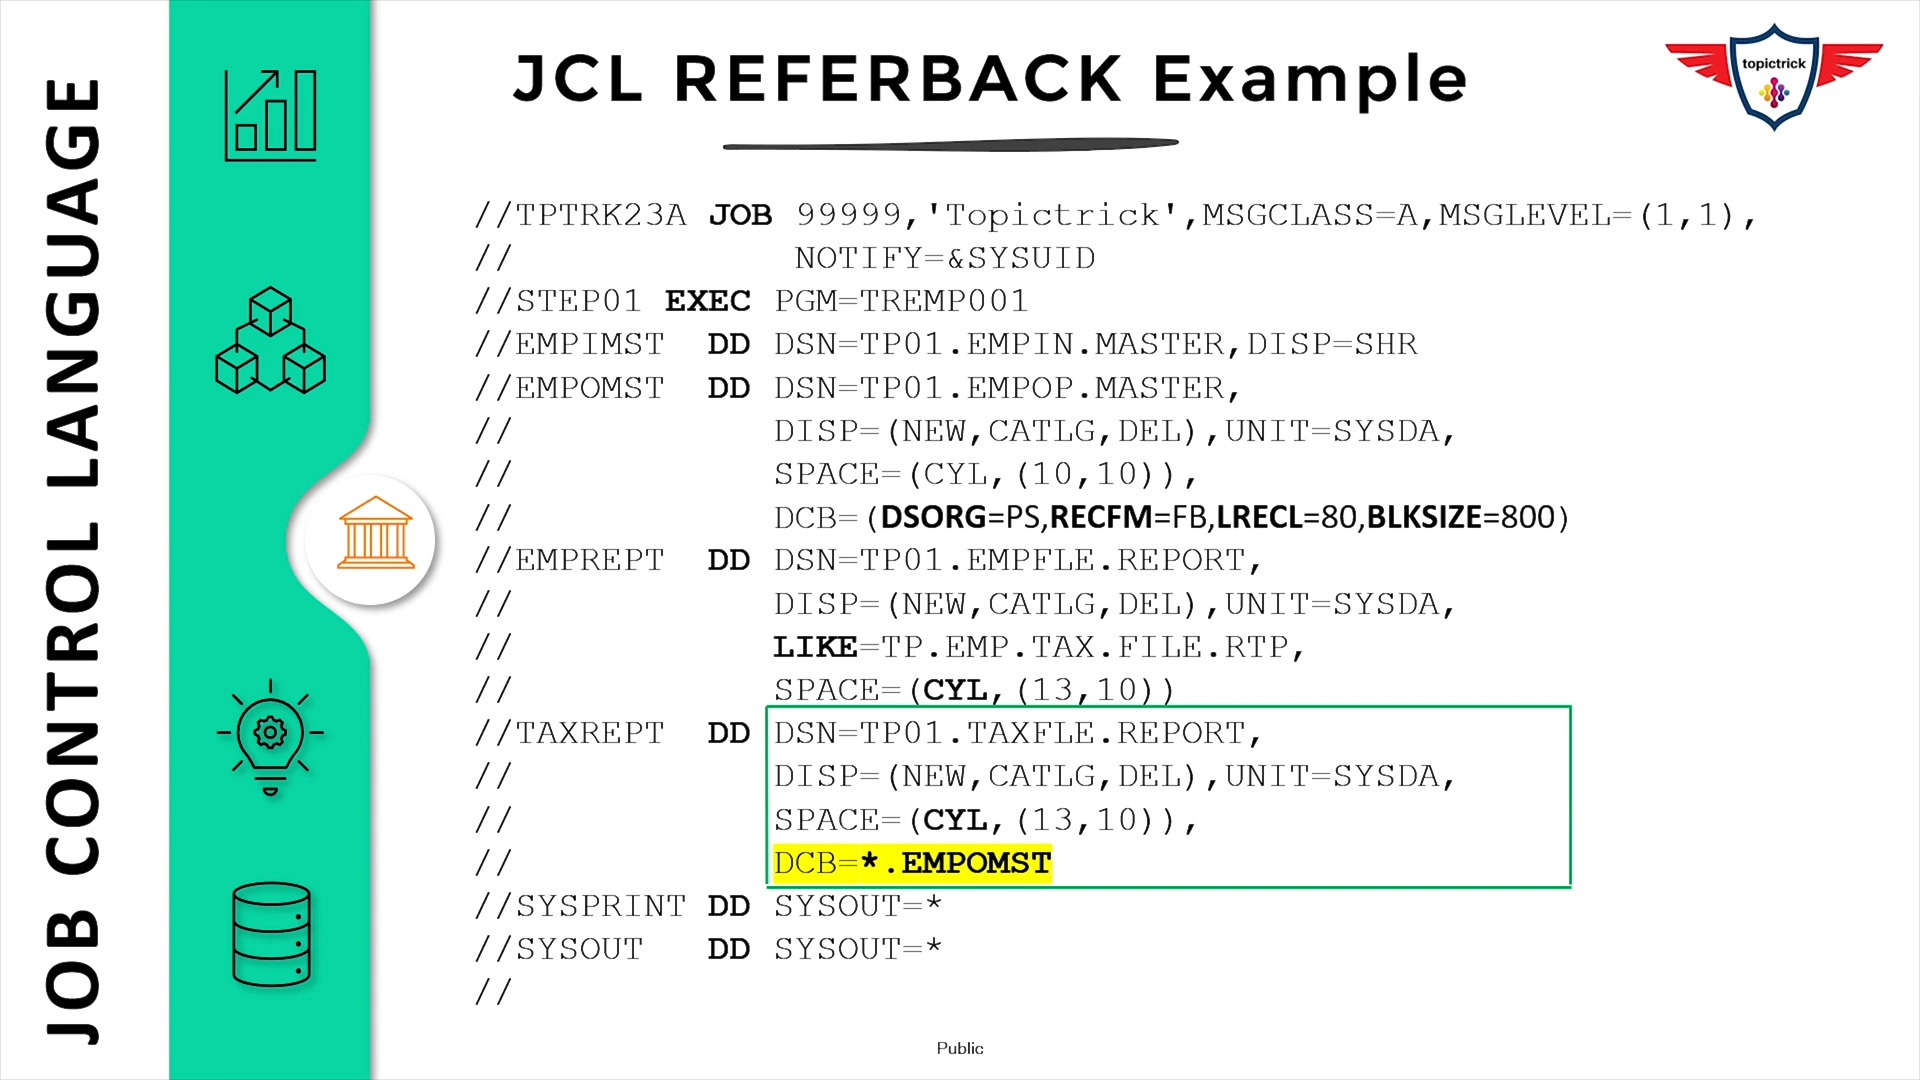 JOB CONTROL LANGUAGE
JCL REFERBACK Example
topictrick
//TPTRK23A JOB 99999,'Topictrick',MSGCLASS=A,MSGLEVEL=(1,1),
//             NOTIFY=&SYSUID
//STEP01 EXEC PGM=TREMP001
//EMPIMST  DD DSN=TP01.EMPIN.MASTER,DISP=SHR
//EMPOMST  DD DSN=TP01.EMPOP.MASTER,
//            DISP=(NEW,CATLG,DEL),UNIT=SYSDA,
//            SPACE=(CYL,(10,10)),
//            DCB=(DSORG=PS,RECFM=FB,LRECL=80,BLKSIZE=800)
//EMPREPT  DD DSN=TP01.EMPFLE.REPORT,
//            DISP=(NEW,CATLG,DEL),UNIT=SYSDA,
//            LIKE=TP.EMP.TAX.FILE.RTP,
//            SPACE=(CYL,(13,10))
//TAXREPT  DD DSN=TP01.TAXFLE.REPORT,
//            DISP=(NEW,CATLG,DEL),UNIT=SYSDA,
//            SPACE=(CYL,(13,10)),
//            DCB=*.EMPOMST
//SYSPRINT DD SYSOUT=*
//SYSOUT   DD SYSOUT=*
//
Public